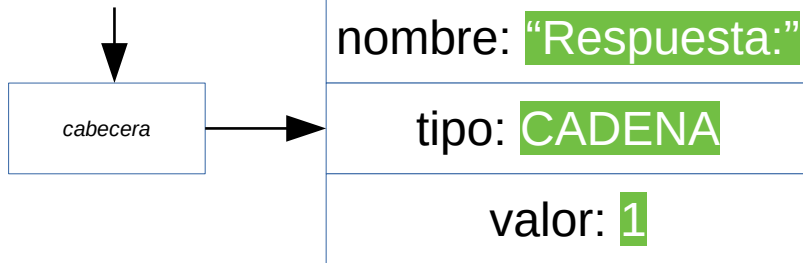 nombre: “Respuesta:”
cabecera
tipo: CADENA
valor: 1